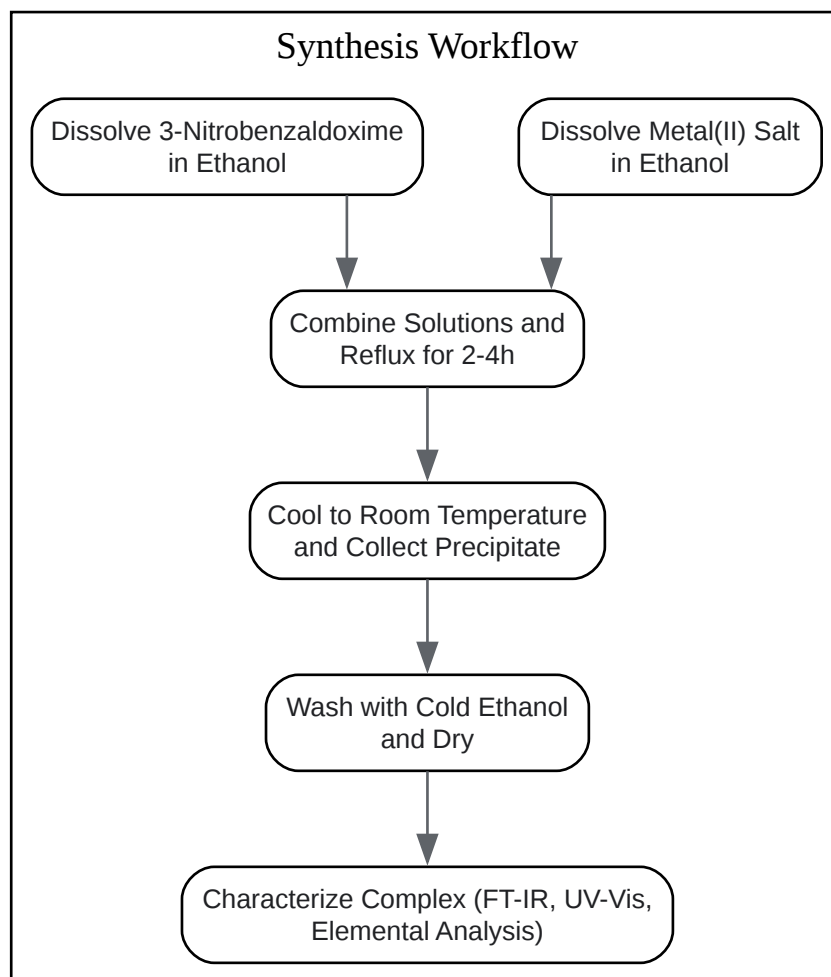 Synthesis Workflow
Dissolve 3-Nitrobenzaldoxime
in Ethanol
Dissolve Metal(II) Salt
in Ethanol
Combine Solutions and
Reflux for 2-4h
Cool to Room Temperature
and Collect Precipitate
Wash with Cold Ethanol
and Dry
Characterize Complex (FT-IR, UV-Vis,
Elemental Analysis)